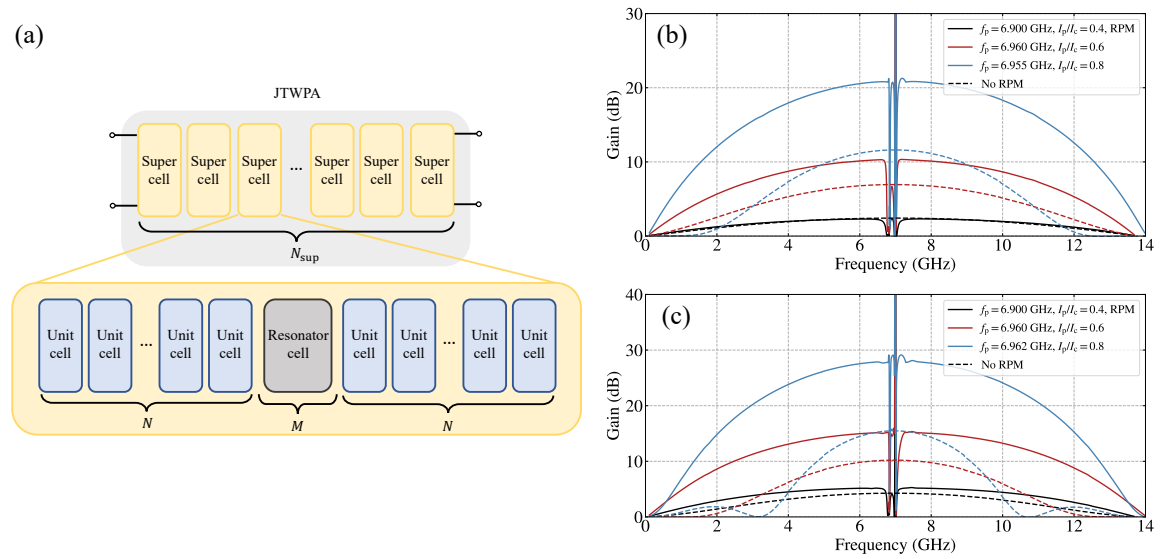 (a)
JTWPA
Super cell
Super cell
Super cell
...
Super cell
Super cell
Super cell
N_sup
Unit cell
Unit cell
...
Unit cell
Unit cell
Resonator cell
Unit cell
Unit cell
...
Unit cell
Unit cell
N
M
N
(b)
30
20
10
0
Gain (dB)
f_p = 6.900 GHz, I_p/I_c = 0.4, RPM
f_p = 6.960 GHz, I_p/I_c = 0.6
f_p = 6.955 GHz, I_p/I_c = 0.8
No RPM
0 2 4 6 8 10 12 14
Frequency (GHz)
(c)
40
30
20
10
0
Gain (dB)
f_p = 6.900 GHz, I_p/I_c = 0.4, RPM
f_p = 6.960 GHz, I_p/I_c = 0.6
f_p = 6.962 GHz, I_p/I_c = 0.8
No RPM
0 2 4 6 8 10 12 14
Frequency (GHz)